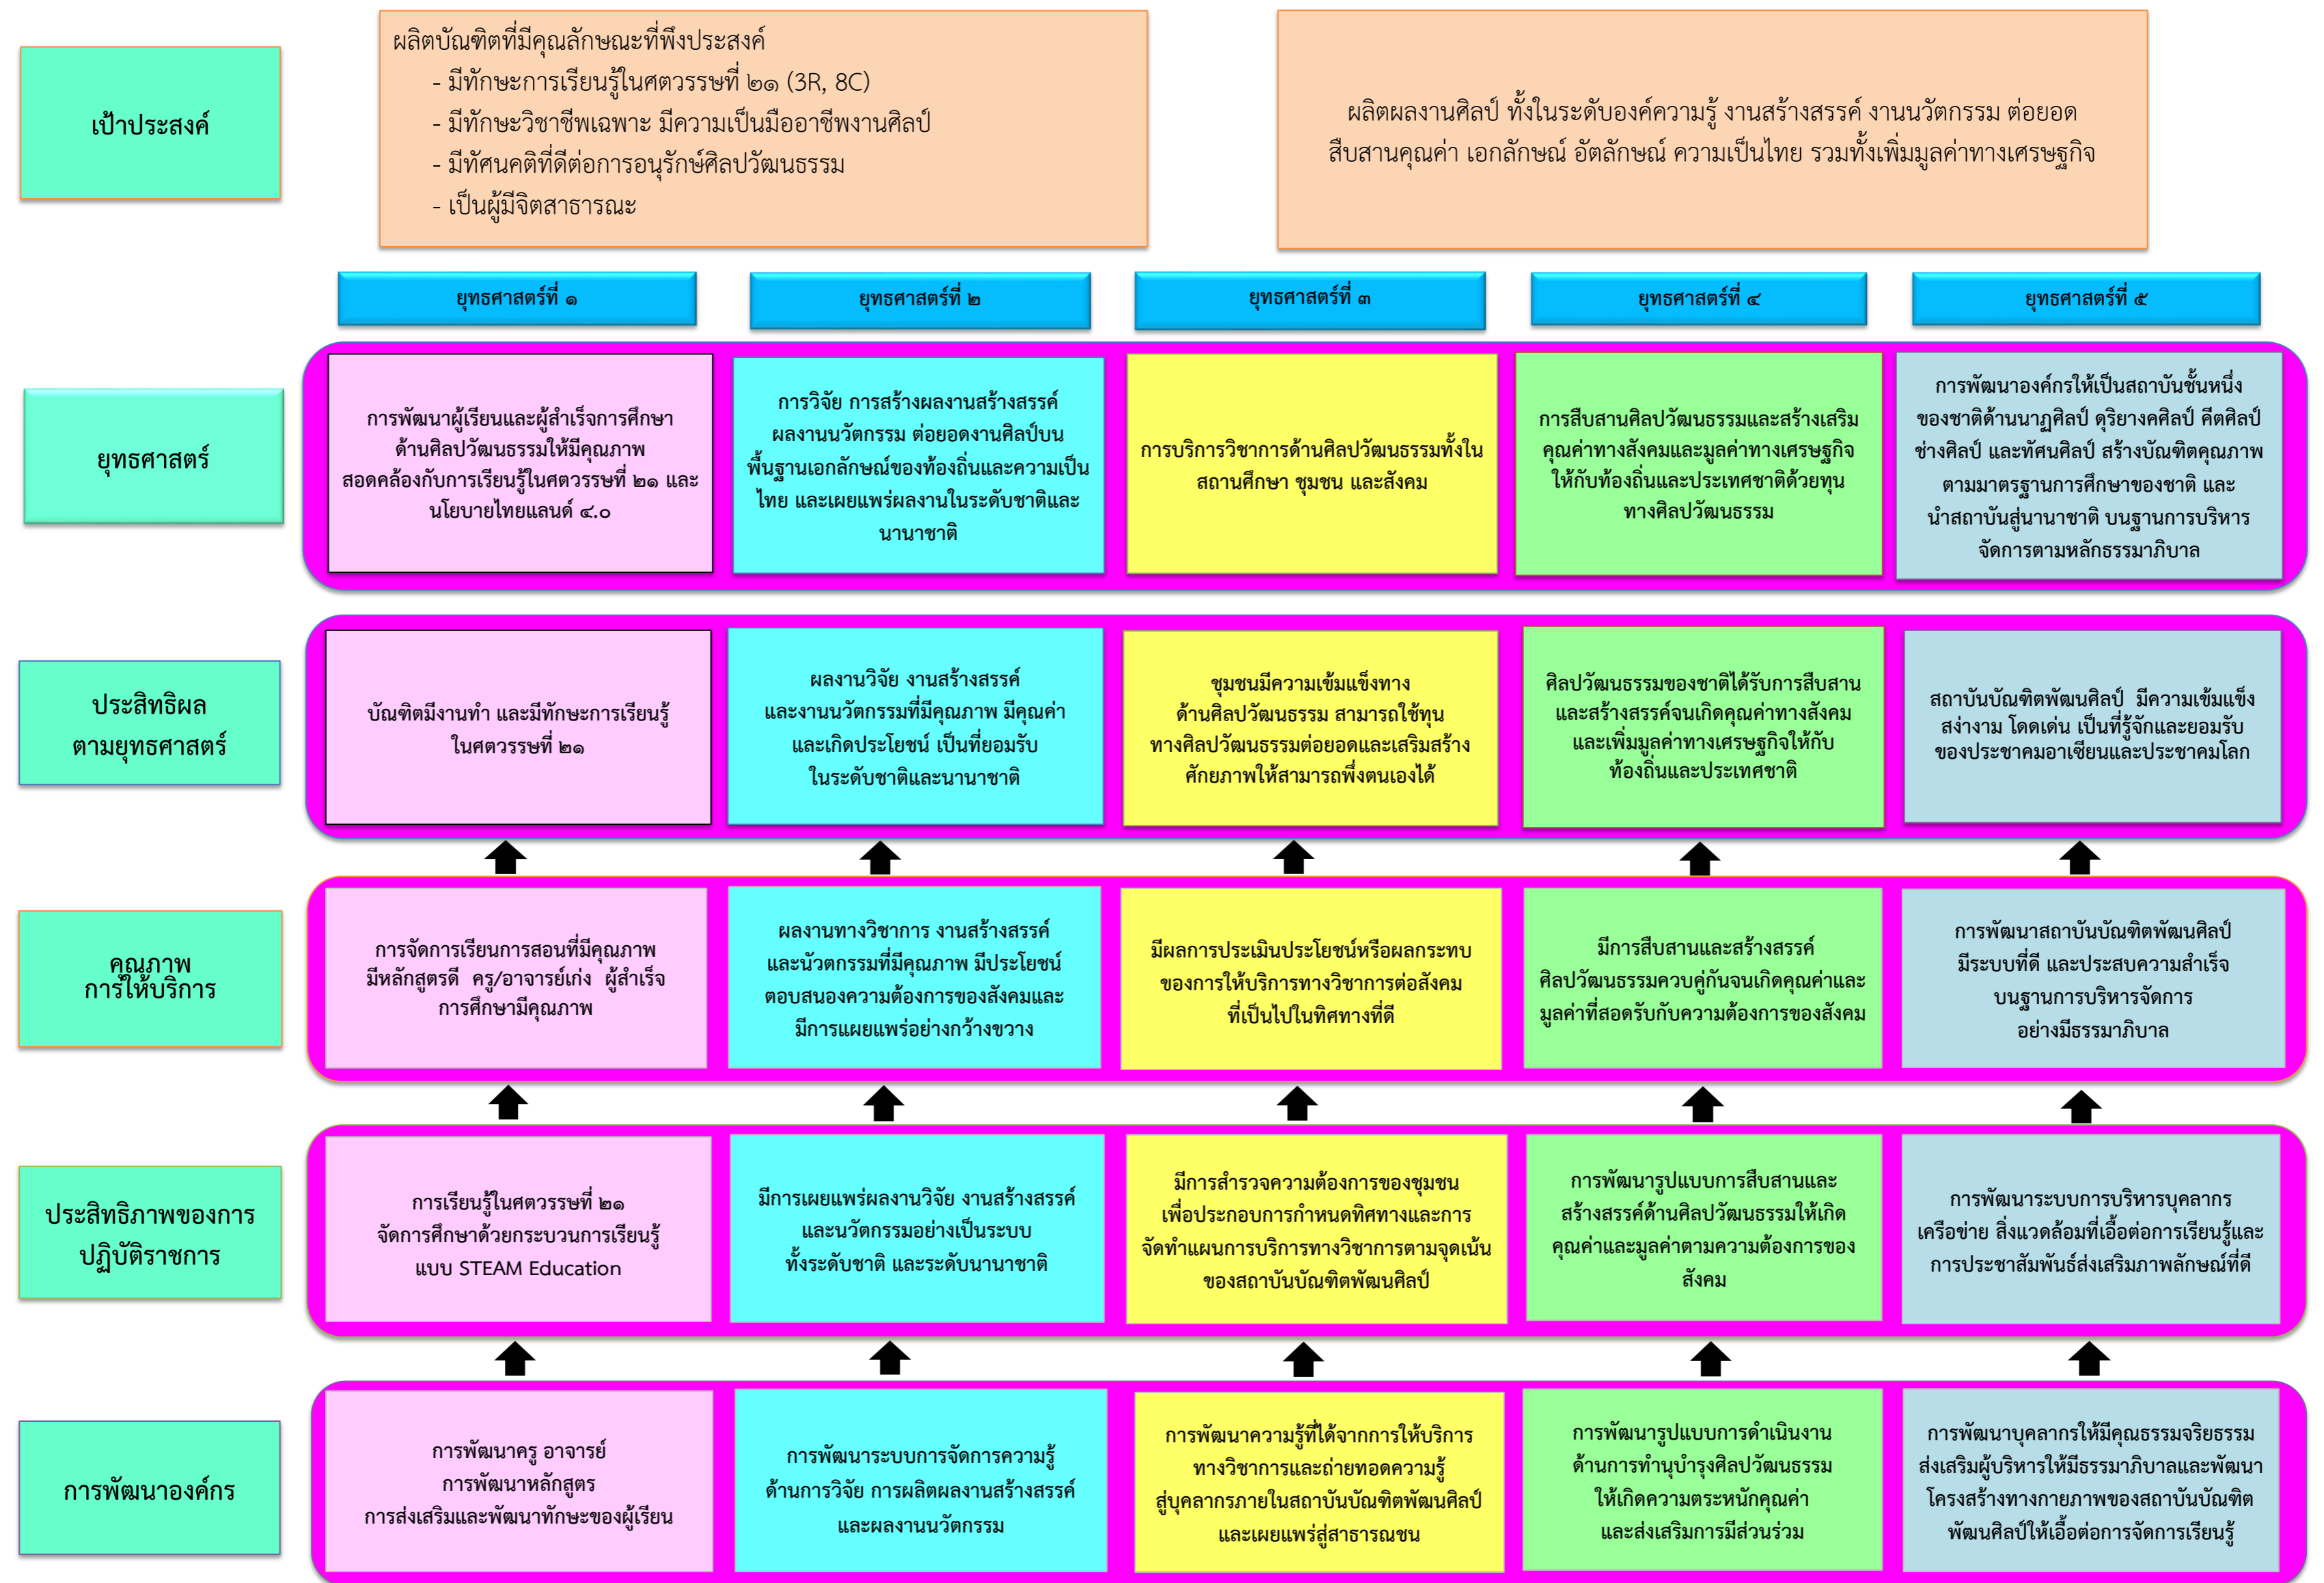 เป้าประสงค์
ผลิตบัณฑิตที่มีคุณลักษณะที่พึงประสงค์
- มีทักษะการเรียนรู้ในศตวรรษที่ ๒๑ (3R, 8C)
- มีทักษะวิชาชีพเฉพาะ มีความเป็นมืออาชีพงานศิลป์
- มีทัศนคติที่ดีต่อการอนุรักษ์ศิลปวัฒนธรรม
- เป็นผู้มีจิตสาธารณะ
ผลิตผลงานศิลป์ ทั้งในระดับองค์ความรู้ งานสร้างสรรค์ งานนวัตกรรม ต่อยอด
สืบสานคุณค่า เอกลักษณ์ อัตลักษณ์ ความเป็นไทย รวมทั้งเพิ่มมูลค่าทางเศรษฐกิจ
ยุทธศาสตร์ที่ ๑
ยุทธศาสตร์ที่ ๒
ยุทธศาสตร์ที่ ๓
ยุทธศาสตร์ที่ ๔
ยุทธศาสตร์ที่ ๕
ยุทธศาสตร์
การพัฒนาผู้เรียนและผู้สำเร็จการศึกษา
ด้านศิลปวัฒนธรรมให้มีคุณภาพ
สอดคล้องกับการเรียนรู้ในศตวรรษที่ ๒๑ และ
นโยบายไทยแลนด์ ๔.๐
การวิจัย การสร้างผลงานสร้างสรรค์
ผลงานนวัตกรรม ต่อยอดงานศิลป์บน
พื้นฐานเอกลักษณ์ของท้องถิ่นและความเป็น
ไทย และเผยแพร่ผลงานในระดับชาติและ
นานาชาติ
การบริการวิชาการด้านศิลปวัฒนธรรมทั้งใน
สถานศึกษา ชุมชน และสังคม
การสืบสานศิลปวัฒนธรรมและสร้างเสริม
คุณค่าทางสังคมและมูลค่าทางเศรษฐกิจ
ให้กับท้องถิ่นและประเทศชาติด้วยทุน
ทางศิลปวัฒนธรรม
การพัฒนาองค์กรให้เป็นสถาบันชั้นหนึ่ง
ของชาติด้านนาฏศิลป์ ดุริยางคศิลป์ คีตศิลป์
ช่างศิลป์ และทัศนศิลป์ สร้างบัณฑิตคุณภาพ
ตามมาตรฐานการศึกษาของชาติ และ
นำสถาบันสู่นานาชาติ บนฐานการบริหาร
จัดการตามหลักธรรมาภิบาล
ประสิทธิผล
ตามยุทธศาสตร์
บัณฑิตมีงานทำ และมีทักษะการเรียนรู้
ในศตวรรษที่ ๒๑
ผลงานวิจัย งานสร้างสรรค์
และงานนวัตกรรมที่มีคุณภาพ มีคุณค่า
และเกิดประโยชน์ เป็นที่ยอมรับ
ในระดับชาติและนานาชาติ
ชุมชนมีความเข้มแข็งทาง
ด้านศิลปวัฒนธรรม สามารถใช้ทุน
ทางศิลปวัฒนธรรมต่อยอดและเสริมสร้าง
ศักยภาพให้สามารถพึ่งตนเองได้
ศิลปวัฒนธรรมของชาติได้รับการสืบสาน
และสร้างสรรค์จนเกิดคุณค่าทางสังคม
และเพิ่มมูลค่าทางเศรษฐกิจให้กับ
ท้องถิ่นและประเทศชาติ
สถาบันบัณฑิตพัฒนศิลป์ มีความเข้มแข็ง
สง่างาม โดดเด่น เป็นที่รู้จักและยอมรับ
ของประชาคมอาเซียนและประชาคมโลก
คุณภาพ
การให้บริการ
การจัดการเรียนการสอนที่มีคุณภาพ
มีหลักสูตรดี ครู/อาจารย์เก่ง ผู้สำเร็จ
การศึกษามีคุณภาพ
ผลงานทางวิชาการ งานสร้างสรรค์
และนัวตกรรมที่มีคุณภาพ มีประโยชน์
ตอบสนองความต้องการของสังคมและ
มีการแผยแพร่อย่างกว้างขวาง
มีผลการประเมินประโยชน์หรือผลกระทบ
ของการให้บริการทางวิชาการต่อสังคม
ที่เป็นไปในทิศทางที่ดี
มีการสืบสานและสร้างสรรค์
ศิลปวัฒนธรรมควบคู่กันจนเกิดคุณค่าและ
มูลค่าที่สอดรับกับความต้องการของสังคม
การพัฒนาสถาบันบัณฑิตพัฒนศิลป์
มีระบบที่ดี และประสบความสำเร็จ
บนฐานการบริหารจัดการ
อย่างมีธรรมาภิบาล
ประสิทธิภาพของการ
ปฏิบัติราชการ
การเรียนรู้ในศตวรรษที่ ๒๑
จัดการศึกษาด้วยกระบวนการเรียนรู้
แบบ STEAM Education
มีการเผยแพร่ผลงานวิจัย งานสร้างสรรค์
และนวัตกรรมอย่างเป็นระบบ
ทั้งระดับชาติ และระดับนานาชาติ
มีการสำรวจความต้องการของชุมชน
เพื่อประกอบการกำหนดทิศทางและการ
จัดทำแผนการบริการทางวิชาการตามจุดเน้น
ของสถาบันบัณฑิตพัฒนศิลป์
การพัฒนารูปแบบการสืบสานและ
สร้างสรรค์ด้านศิลปวัฒนธรรมให้เกิด
คุณค่าและมูลค่าตามความต้องการของ
สังคม
การพัฒนาระบบการบริหารบุคลากร
เครือข่าย สิ่งแวดล้อมที่เอื้อต่อการเรียนรู้และ
การประชาสัมพันธ์ส่งเสริมภาพลักษณ์ที่ดี
การพัฒนาองค์กร
การพัฒนาครู อาจารย์
การพัฒนาหลักสูตร
การส่งเสริมและพัฒนาทักษะของผู้เรียน
การพัฒนาระบบการจัดการความรู้
ด้านการวิจัย การผลิตผลงานสร้างสรรค์
และผลงานนวัตกรรม
การพัฒนาความรู้ที่ได้จากการให้บริการ
ทางวิชาการและถ่ายทอดความรู้
สู่บุคลากรภายในสถาบันบัณฑิตพัฒนศิลป์
และเผยแพร่สู่สาธารณชน
การพัฒนารูปแบบการดำเนินงาน
ด้านการทำนุบำรุงศิลปวัฒนธรรม
ให้เกิดความตระหนักคุณค่า
และส่งเสริมการมีส่วนร่วม
การพัฒนาบุคลากรให้มีคุณธรรมจริยธรรม
ส่งเสริมผู้บริหารให้มีธรรมาภิบาลและพัฒนา
โครงสร้างทางกายภาพของสถาบันบัณฑิต
พัฒนศิลป์ให้เอื้อต่อการจัดการเรียนรู้